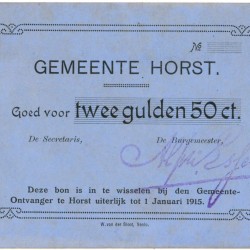 №
GEMEENTE HORST.
GOED VOOR twee gulden 50 ct.
De Secretaris, De Burgemeester,
Deze bon is in te wisselen bij den Gemeente-
Ontvanger te Horst uiterlijk tot 1 Januari 1915.